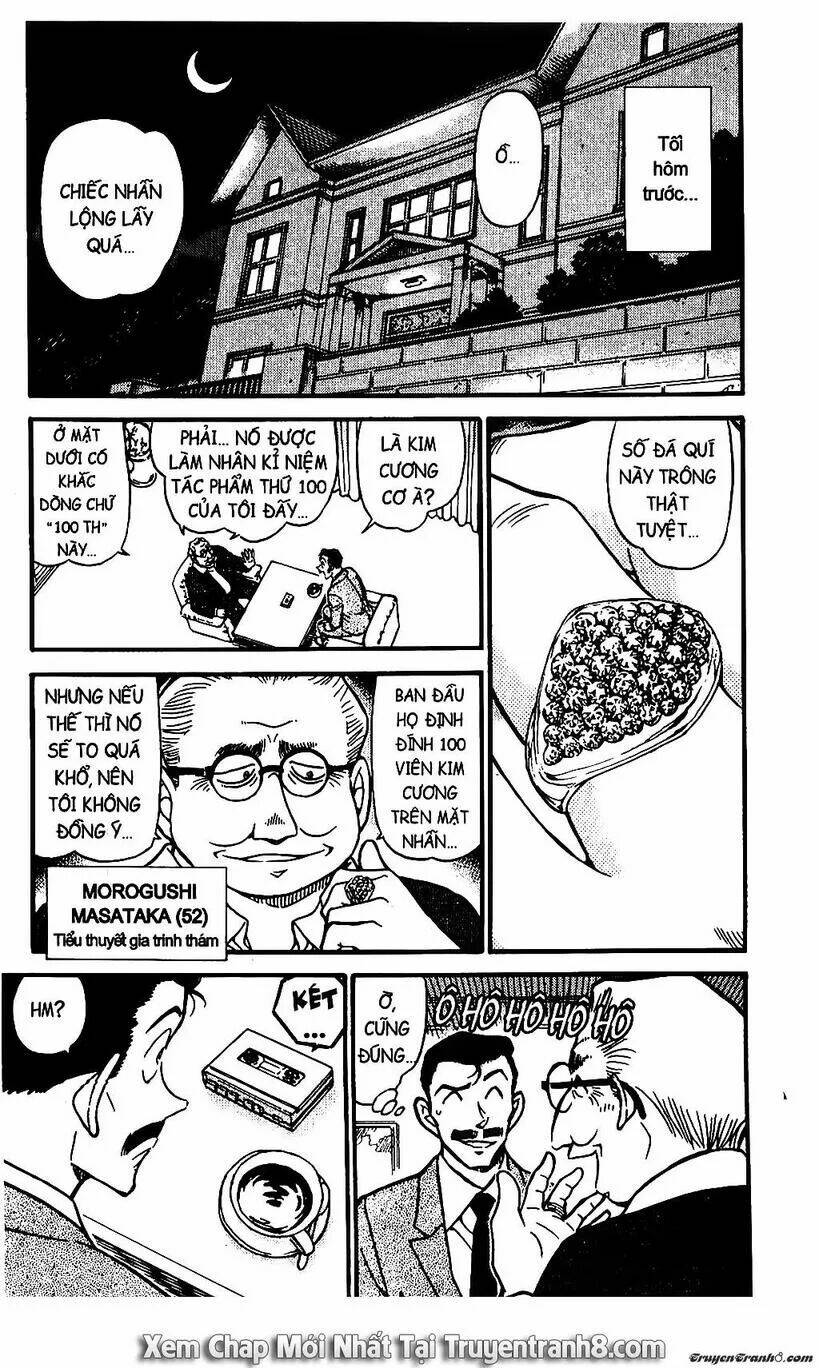 Tối
hôm
trước...
Ồ...
CHIẾC NHẪN
LỘNG LẪY
QUÁ...
SỐ ĐÁ QUÍ
NÀY TRÔNG
THẬT
TUYỆT...
LÀ KIM
CƯƠNG
CƠ À?
PHẢI... NÓ ĐƯỢC
LÀM NHÂN KỈ NIỆM
TÁC PHẨM THỨ 100
CỦA TÔI ĐẤY...
Ở MẶT
DƯỚI CÓ
KHẮC
DÒNG CHỮ
"100 TH"
NÀY...
BAN ĐẦU
HỌ ĐỊNH
ĐÍNH 100
VIÊN KIM
CƯƠNG
TRÊN MẶT
NHẪN...
NHƯNG NẾU
THẾ THÌ NÓ
SẼ TO QUÁ
KHỔ, NÊN
TÔI KHÔNG
ĐỒNG Ý...
MOROGUSHI
MASATAKA (52)
Tiểu thuyết gia trinh thám
Ô HÔ HÔ HÔ HÔ
Ờ,
CŨNG
ĐÚNG...
KÉT
...
HM?
Xem Chap Mới Nhất Tại Truyentranh8.com
TruyenTranh8.com